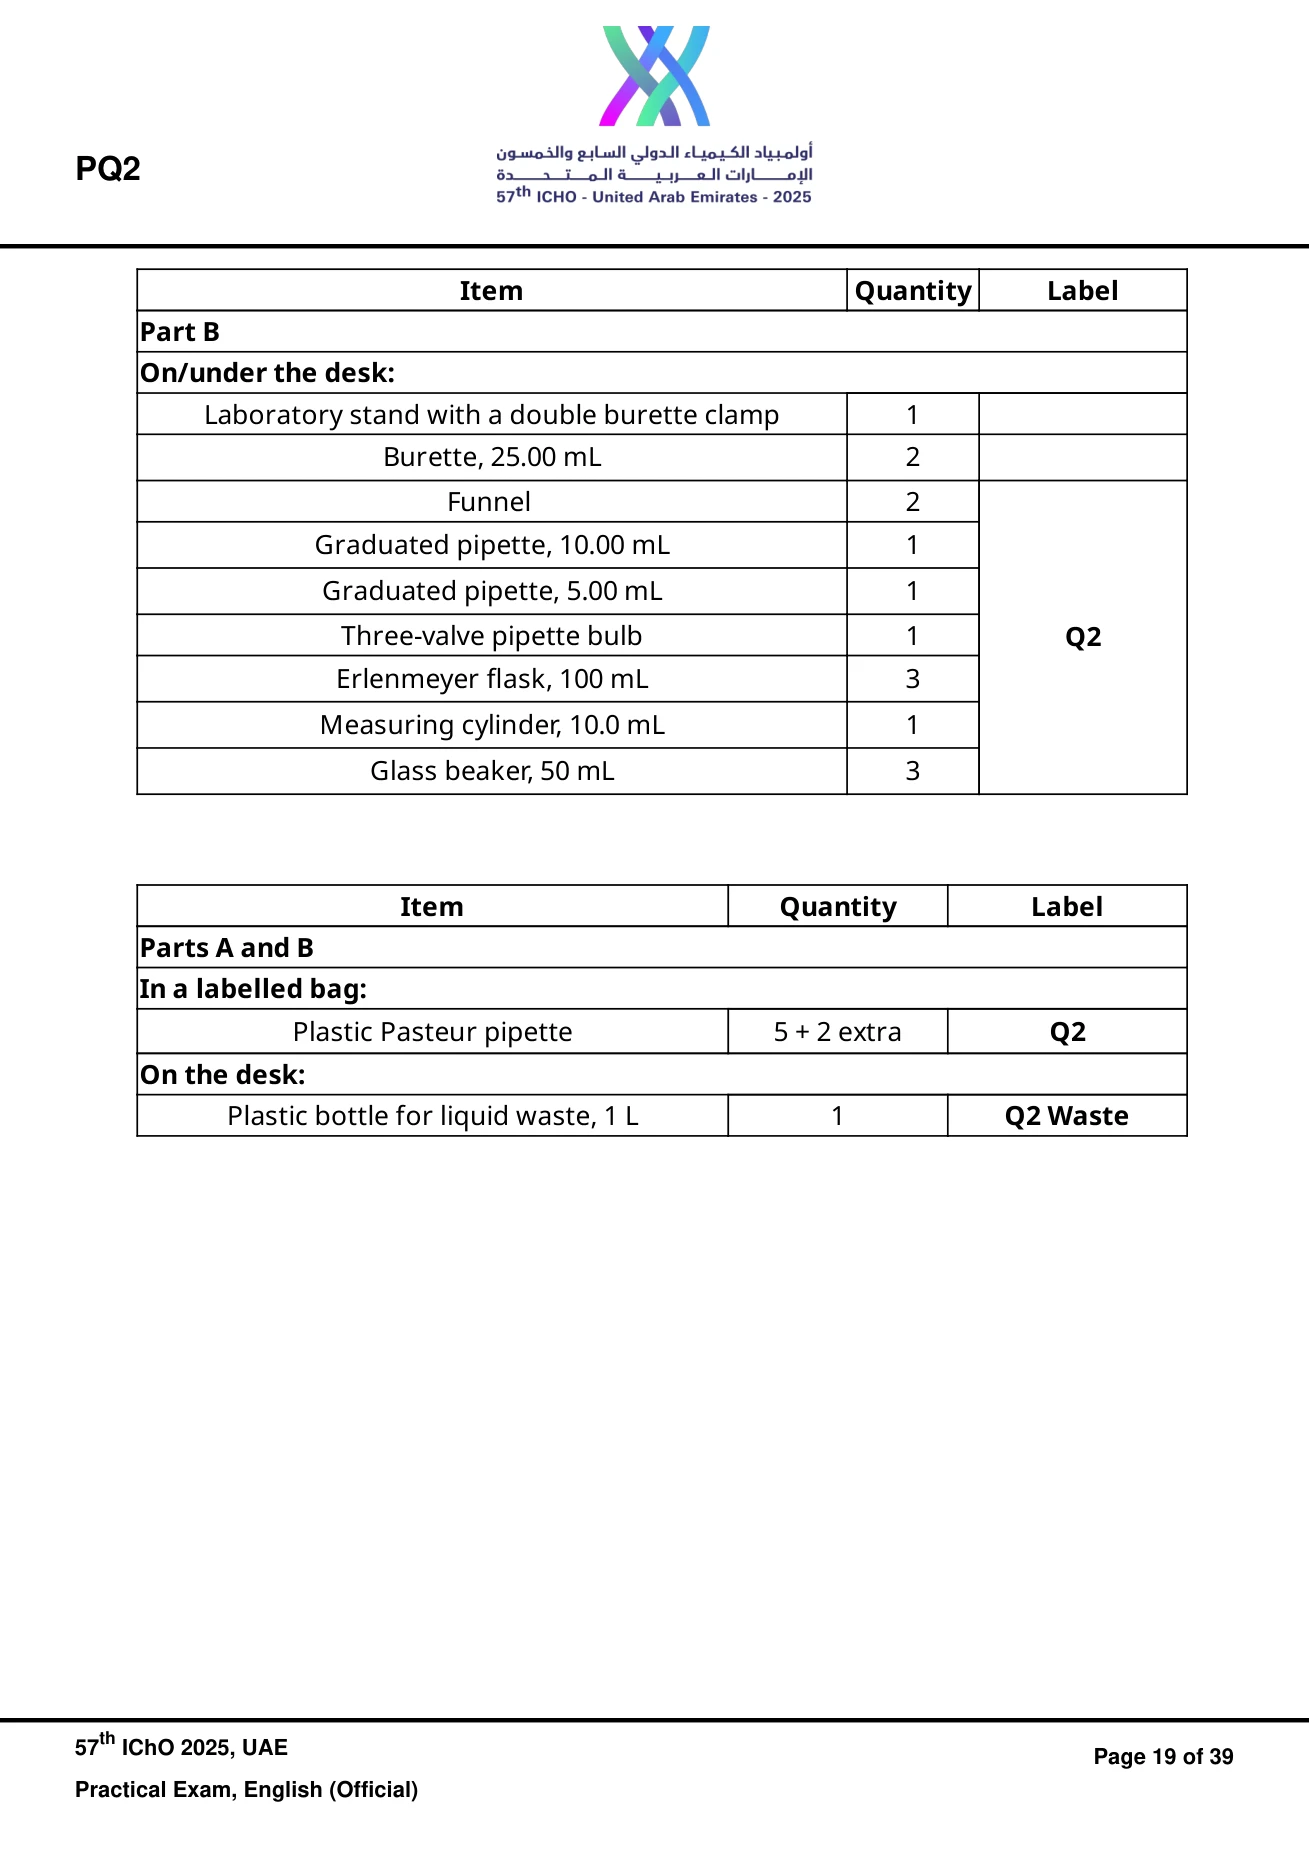 PQ2
أولمبياد الكيمياء الدولي السابع والخمسون
الإمارات العربية المتحدة
57th ICHO - United Arab Emirates - 2025
Item Quantity Label
Part B
On/under the desk:
Laboratory stand with a double burette clamp 1
Burette, 25.00 mL 2
Funnel 2
Graduated pipette, 10.00 mL 1
Graduated pipette, 5.00 mL 1
Three-valve pipette bulb 1 Q2
Erlenmeyer flask, 100 mL 3
Measuring cylinder, 10.0 mL 1
Glass beaker, 50 mL 3
Item Quantity Label
Parts A and B
In a labelled bag:
Plastic Pasteur pipette 5 + 2 extra Q2
On the desk:
Plastic bottle for liquid waste, 1 L 1 Q2 Waste
57th IChO 2025, UAE
Page 19 of 39
Practical Exam, English (Official)